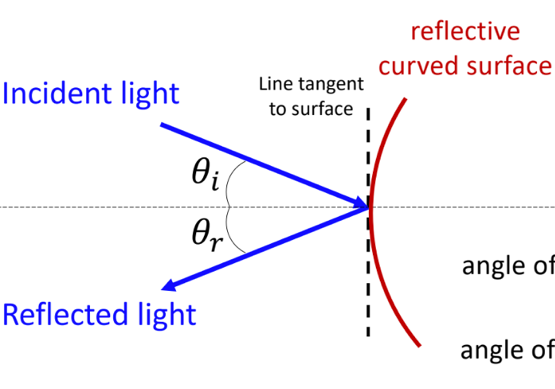 reflective
curved surface
Line tangent
to surface
Incident light
θi
θr
angle of
Reflected light
angle of